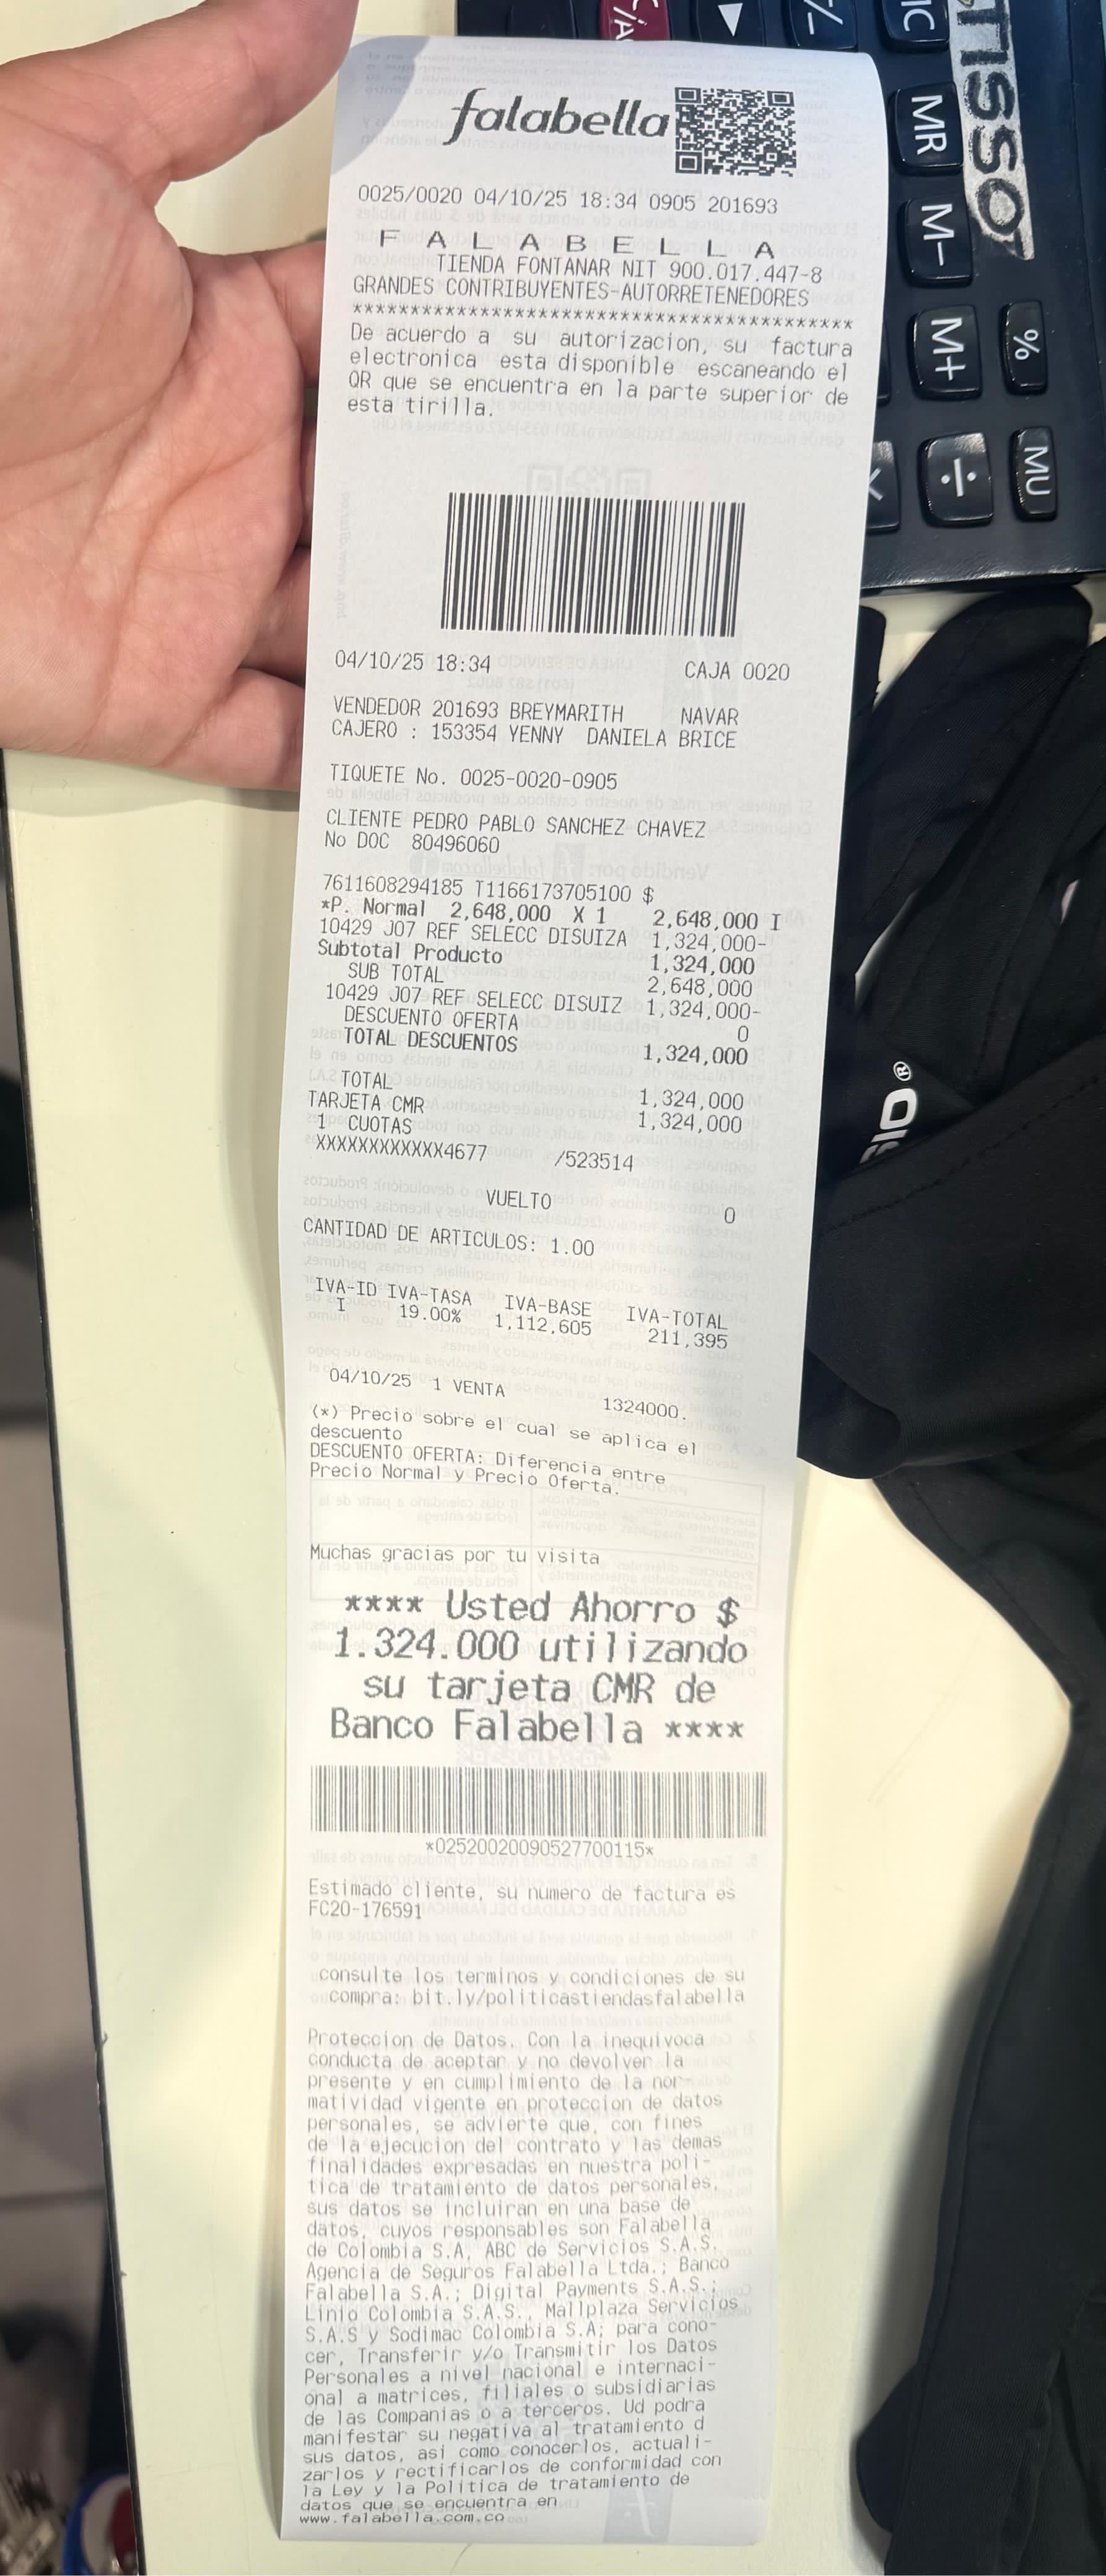 falabella
0025/0020 04/10/25 18:34 0905 201693
F A L A B E L L A
TIENDA FONTANAR NIT 900.017.447-8
GRANDES CONTRIBUYENTES-AUTORRETENEDORES
******************************************
De acuerdo a su autorizacion, su factura
electronica esta disponible escaneando el
QR que se encuentra en la parte superior de
esta tirilla.
04/10/25 18:34 CAJA 0020
VENDEDOR 201693 BREYMARITH NAVAR
CAJERO : 153354 YENNY DANIELA BRICE
TIQUETE No. 0025-0020-0905
CLIENTE PEDRO PABLO SANCHEZ CHAVEZ
No DOC 80496060
7611608294185 T1166173705100 $
*P. Normal 2,648,000 X 1 2,648,000 I
10429 J07 REF SELECC DISUIZA 1,324,000-
Subtotal Producto 1,324,000
SUB TOTAL 2,648,000
10429 J07 REF SELECC DISUIZ 1,324,000-
DESCUENTO OFERTA 0
TOTAL DESCUENTOS 1,324,000
TOTAL 1,324,000
TARJETA CMR 1,324,000
1 CUOTAS
XXXXXXXXXXXX4677 /523514
VUELTO 0
CANTIDAD DE ARTICULOS: 1.00
IVA-ID IVA-TASA IVA-BASE IVA-TOTAL
I 19.00% 1,112,605 211,395
04/10/25 1 VENTA 1324000.
(*) Precio sobre el cual se aplica el
descuento
DESCUENTO OFERTA: Diferencia entre
Precio Normal y Precio Oferta.
Muchas gracias por tu visita
**** Usted Ahorro $
1.324.000 utilizando
su tarjeta CMR de
Banco Falabella ****
*02520020090527700115*
Estimado cliente, su numero de factura es
FC20-176591
consulte los terminos y condiciones de su
compra: bit.ly/politicastiendasfalabella
Proteccion de Datos. Con la inequivoca
conducta de aceptar y no devolver la
presente y en cumplimiento de la nor-
matividad vigente en proteccion de datos
personales, se advierte que, con fines
de la ejecucion del contrato y las demas
finalidades expresadas en nuestra poli-
tica de tratamiento de datos personales,
sus datos se incluiran en una base de
datos, cuyos responsables son Falabella
de Colombia S.A, ABC de Servicios S.A.S.
Agencia de Seguros Falabella Ltda.; Banco
Falabella S.A.; Digital Payments S.A.S.;
Linio Colombia S.A.S., Mallplaza Servicios
S.A.S y Sodimac Colombia S.A; para cono-
cer, Transferir y/o Transmitir los Datos
Personales a nivel nacional e internaci-
onal a matrices, filiales o subsidiarias
de las Companias o a terceros. Ud podra
manifestar su negativa al tratamiento d
sus datos, asi como conocerlos, actuali-
zarlos y rectificarlos de conformidad con
la Ley y la Politica de tratamiento de
datos que se encuentra en
www.falabella.com.co
MR
M-
M+
%
÷
MU